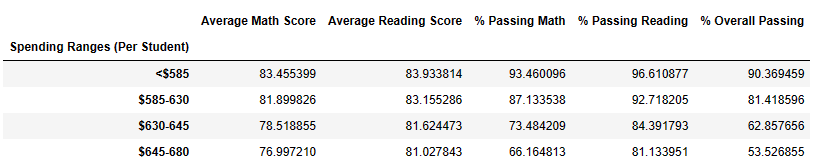 Average Math Score Average Reading Score % Passing Math % Passing Reading % Overall Passing
Spending Ranges (Per Student)
<$585 83.455399 83.933814 93.460096 96.610877 90.369459
$585-630 81.899826 83.155286 87.133538 92.718205 81.418596
$630-645 78.518855 81.624473 73.484209 84.391793 62.857656
$645-680 76.997210 81.027843 66.164813 81.133951 53.526855